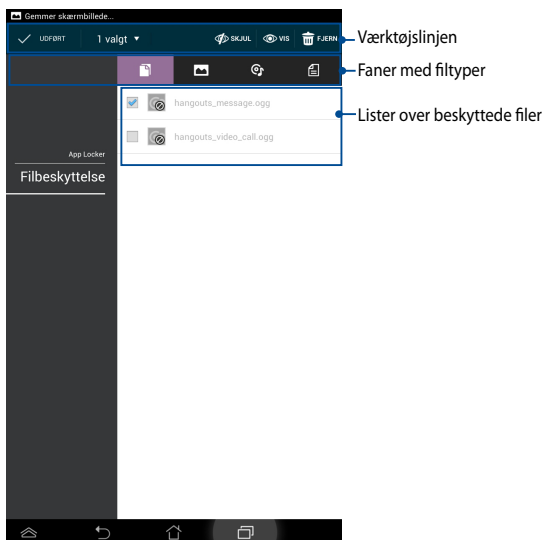 Gemmer skærmbillede...
UDFØRT 1 valgt SKJUL VIS FJERN
Værktøjslinjen
Faner med filtyper
hangouts_message.ogg
Lister over beskyttede filer
hangouts_video_call.ogg
App Locker
Filbeskyttelse